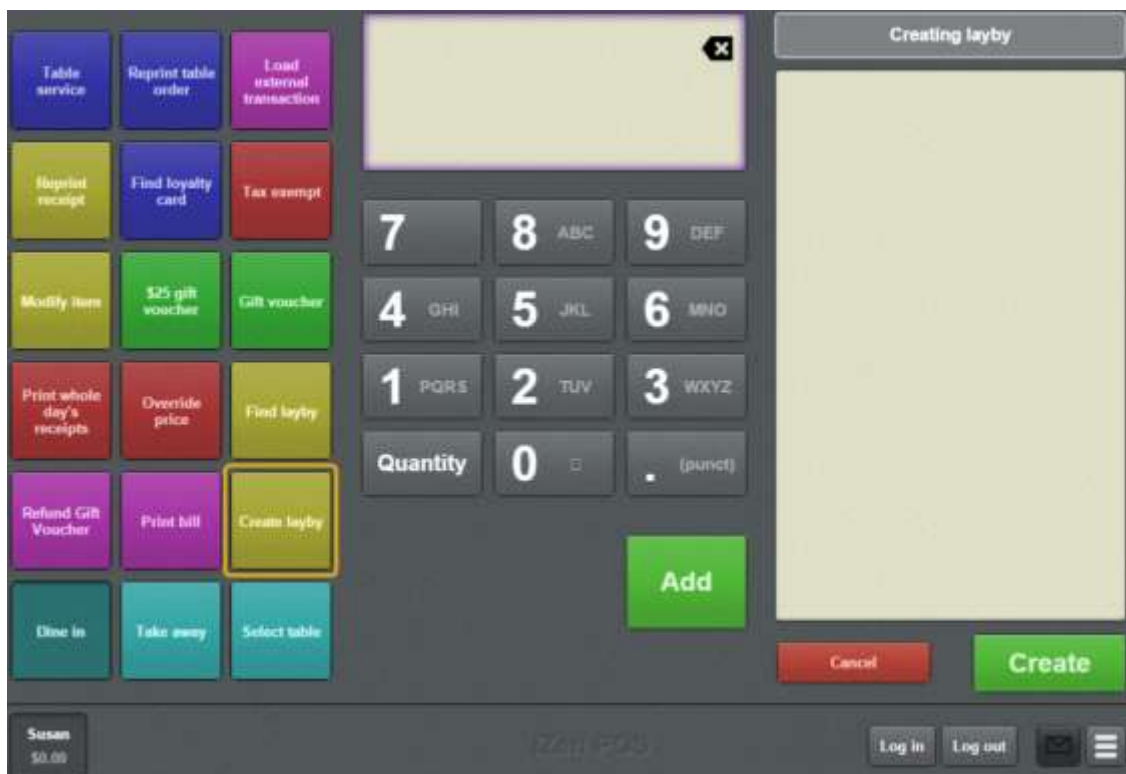 Table
service
Reprint table
order
Load
external
transaction
Reprint
receipt
Find loyalty
card
Tax exempt
Modify item
$25 gift
voucher
Gift voucher
Print whole
day's
receipts
Override
price
Find layby
Refund Gift
Voucher
Print bill
Create layby
Dine in
Take away
Select table
7
8 ABC
9 DEF
4 GHI
5 JKL
6 MNO
1 PQRS
2 TUV
3 WXYZ
Quantity
0
. (punct)
Add
Creating layby
Cancel
Create
Susan
$0.00
Log in
Log out